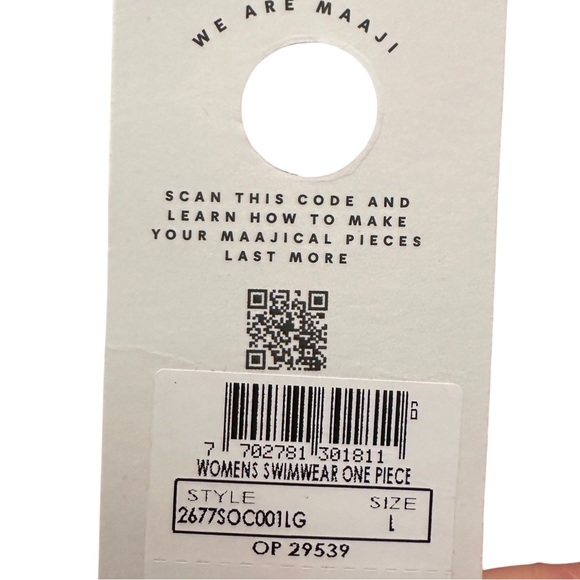 WE ARE MAAJI
SCAN THIS CODE AND
LEARN HOW TO MAKE
YOUR MAAJICAL PIECES
LAST MORE
6
7 702781 301811
WOMENS SWIMWEAR ONE PIECE
STYLE SIZE
2677SOC001LG L
OP 29539